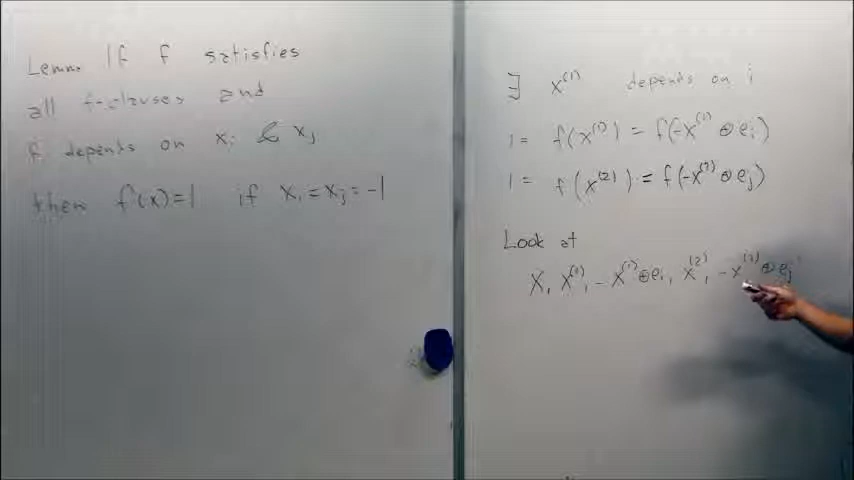 Lemma If f satisfies
all f-clauses and
f depends on x_i & x_j
then f(x)=1 if x_i = x_j = -1
∃ x^(1) depends on i
1 = f(x^(1)) = f(-x^(1) ⊕ e_i)
1 = f(x^(2)) = f(-x^(2) ⊕ e_j)
Look at
x, x^(1), -x^(1) ⊕ e_i, x^(2), -x^(2) ⊕ e_j